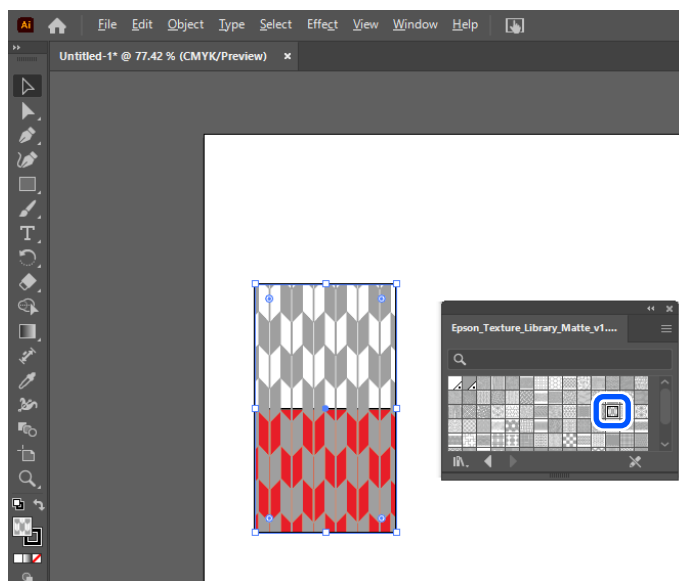 Ai File Edit Object Type Select Effect View Window Help
Untitled-1* @ 77.42 % (CMYK/Preview) ×
Epson_Texture_Library_Matte_v1....